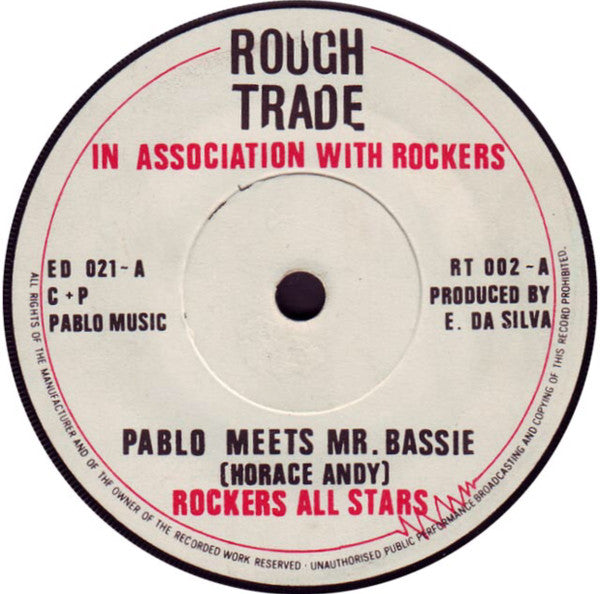 ROUGH
TRADE
IN ASSOCIATION WITH ROCKERS
ED 021-A
C + P
PABLO MUSIC
RT 002-A
PRODUCED BY
E. DA SILVA
PABLO MEETS MR. BASSIE
(HORACE ANDY)
ROCKERS ALL STARS
ALL RIGHTS OF THE MANUFACTURER AND OF THE OWNER OF THE RECORDED WORK RESERVED · UNAUTHORISED PUBLIC PERFORMANCE BROADCASTING AND COPYING OF THIS RECORD PROHIBITED.